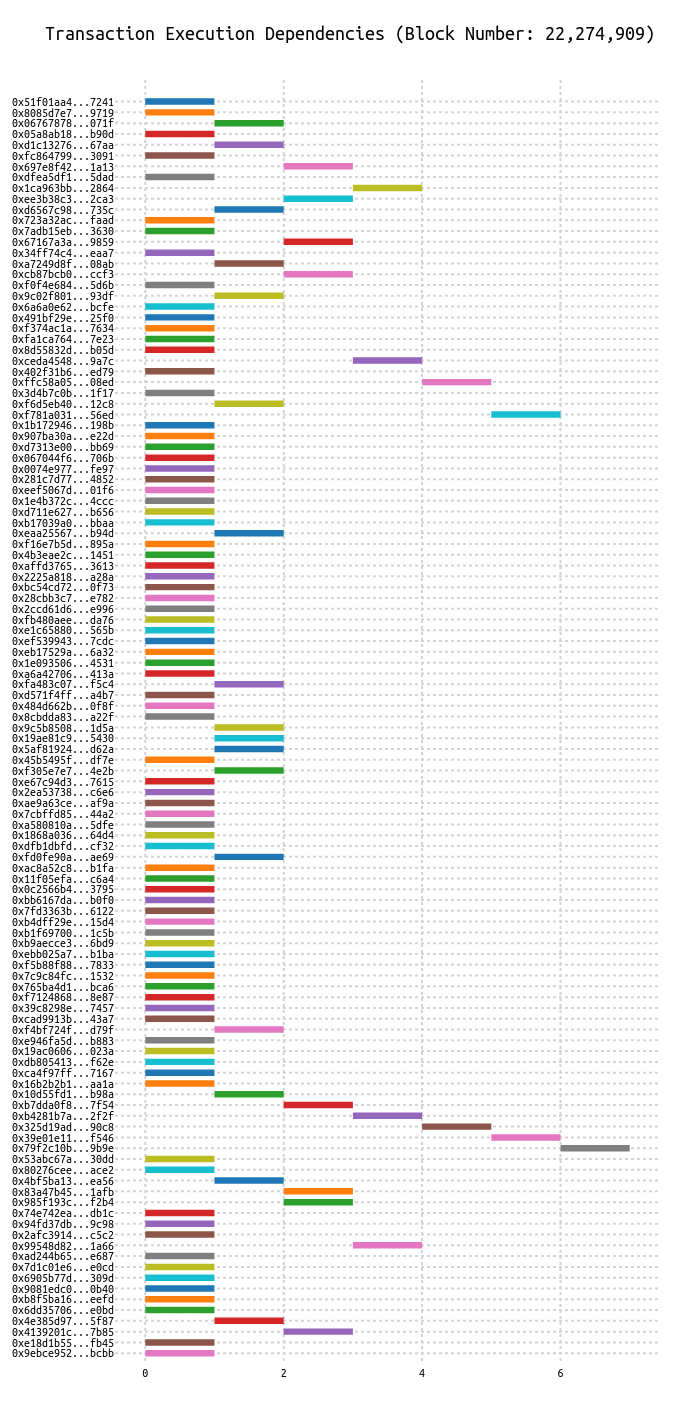 Transaction Execution Dependencies (Block Number: 22,274,909)
0x51f01aa4...7241
0x8085d7e7...9719
0x06767878...071f
0x05a8ab18...b90d
0xd1c13276...67aa
0xfc864799...3091
0x697e8f42...1a13
0xdfea5df1...5dad
0x1ca963bb...2864
0xee3b38c3...2ca3
0xd6567c98...735c
0x723a32ac...faad
0x7adb15eb...3630
0x67167a3a...9859
0x34ff74c4...eaa7
0xa7249d8f...08ab
0xcb87bcb0...ccf3
0xf0f4e684...5d6b
0x9c02f801...93df
0x6a6a0e62...bcfe
0x491bf29e...25f0
0xf374ac1a...7634
0xfa1ca764...7e23
0x8d55832d...b05d
0xceda4548...9a7c
0x402f31b6...ed79
0xffc58a05...08ed
0x3d4b7c0b...1f17
0xf6d5eb40...12c8
0xf781a031...56ed
0x1b172946...198b
0x907ba30a...e22d
0xd7313e00...bb69
0x067044f6...706b
0x0074e977...fe97
0x281c7d77...4852
0xeef5067d...01f6
0x1e4b372c...4ccc
0xd711e627...b656
0xb17039a0...bbaa
0xeaa25567...b94d
0xf16e7b5d...895a
0x4b3eae2c...1451
0xaffd3765...3613
0x2225a818...a28a
0xbc54cd72...0f73
0x28cbb3c7...e782
0x2ccd61d6...e996
0xfb480aee...da76
0xe1c65880...565b
0xef539943...7cdc
0xeb17529a...6a32
0x1e093506...4531
0xa6a42706...413a
0xfa483c07...f5c4
0xd571f4ff...a4b7
0x484d662b...0f8f
0x8cbdda83...a22f
0x9c5b8508...1d5a
0x19ae81c9...5430
0x5af81924...d62a
0x45b5495f...df7e
0xf305e7e7...4e2b
0xe67c94d3...7615
0x2ea53738...c6e6
0xae9a63ce...af9a
0x7cbffd85...44a2
0xa580810a...5dfe
0x1868a036...64d4
0xdfb1dbfd...cf32
0xfd0fe90a...ae69
0xac8a52c8...b1fa
0x11f05efa...c6a4
0x0c2566b4...3795
0xbb6167da...b0f0
0x7fd3363b...6122
0xb4dff29e...15d4
0xb1f69700...1c5b
0xb9aecce3...6bd9
0xebb025a7...b1ba
0xf5b88f88...7833
0x7c9c84fc...1532
0x765ba4d1...bca6
0xf7124868...8e87
0x39c8298e...7457
0xcad9913b...43a7
0xf4bf724f...d79f
0xe946fa5d...b883
0x19ac0606...023a
0xdb805413...f62e
0xca4f97ff...7167
0x16b2b2b1...aa1a
0x10d55fd1...b98a
0xb7dda0f8...7f54
0xb4281b7a...2f2f
0x325d19ad...90c8
0x39e01e11...f546
0x79f2c10b...9b9e
0x53abc67a...30dd
0x80276cee...ace2
0x4bf5ba13...ea56
0x83a47b45...1afb
0x985f193c...f2b4
0x74e742ea...db1c
0x94fd37db...9c98
0x2afc3914...c5c2
0x99548d82...1a66
0xad244b65...e687
0x7d1c01e6...e0cd
0x6905b77d...309d
0x9081edc0...0b40
0xb8f5ba16...eefd
0x6dd35706...e0bd
0x4e385d97...5f87
0x4139201c...7b85
0xe18d1b55...fb45
0x9ebce952...bcbb
0 2 4 6